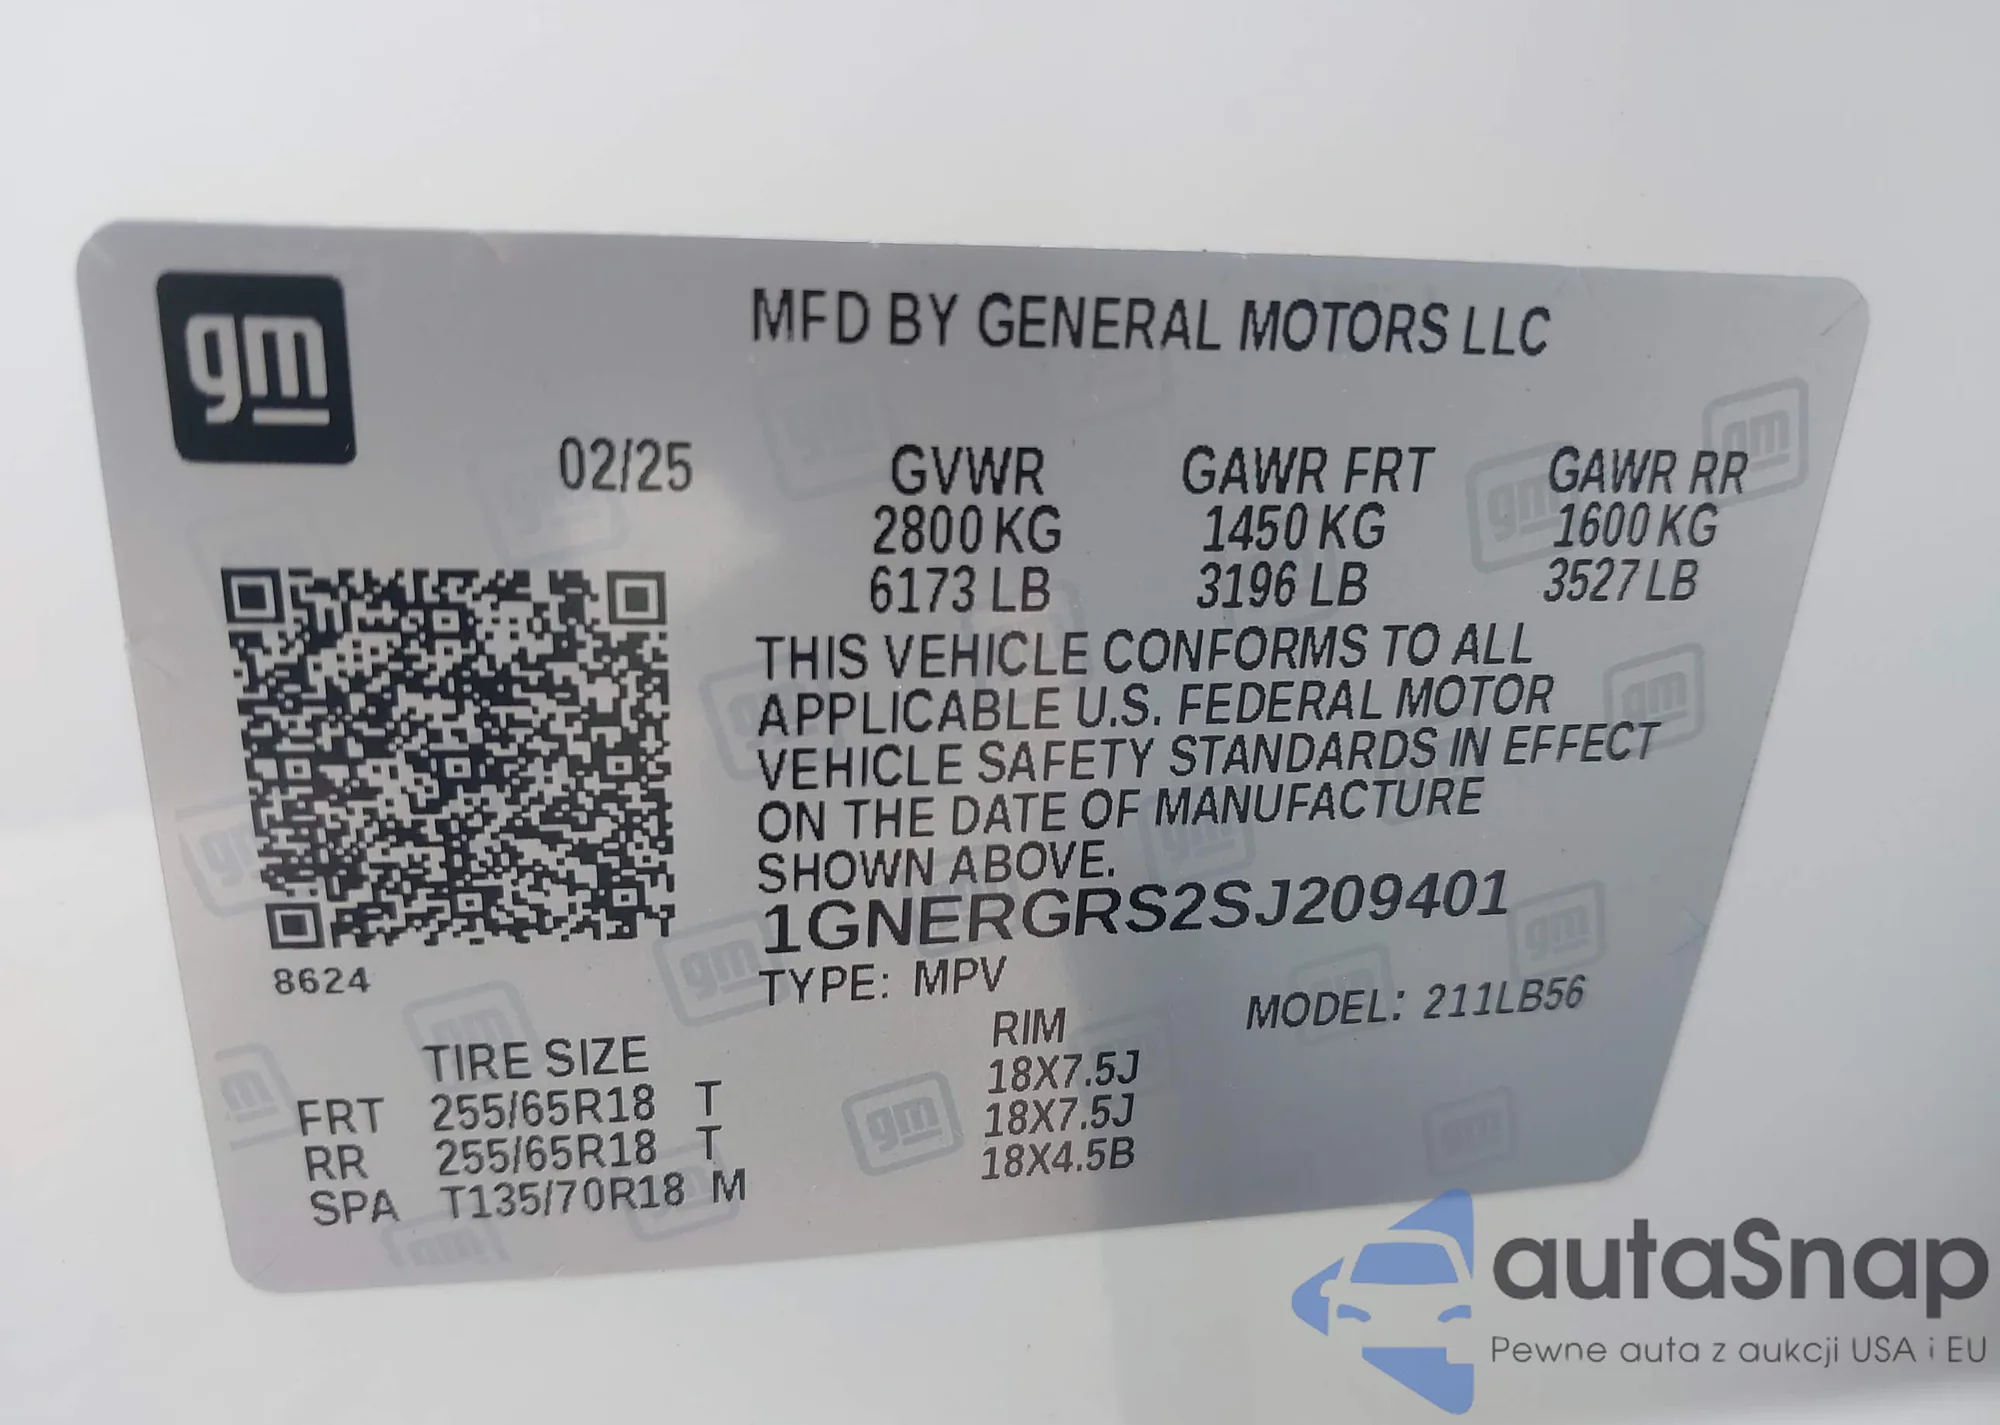 gm
MFD BY GENERAL MOTORS LLC
02/25 GVWR GAWR FRT GAWR RR
2800 KG 1450 KG 1600 KG
6173 LB 3196 LB 3527 LB
THIS VEHICLE CONFORMS TO ALL
APPLICABLE U.S. FEDERAL MOTOR
VEHICLE SAFETY STANDARDS IN EFFECT
ON THE DATE OF MANUFACTURE
SHOWN ABOVE.
1GNERGRS2SJ209401
8624
TYPE: MPV MODEL: 211LB56
TIRE SIZE RIM
FRT 255/65R18 T 18X7.5J
RR 255/65R18 T 18X7.5J
SPA T135/70R18 M 18X4.5B
autaSnap
Pewne auta z aukcji USA i EU